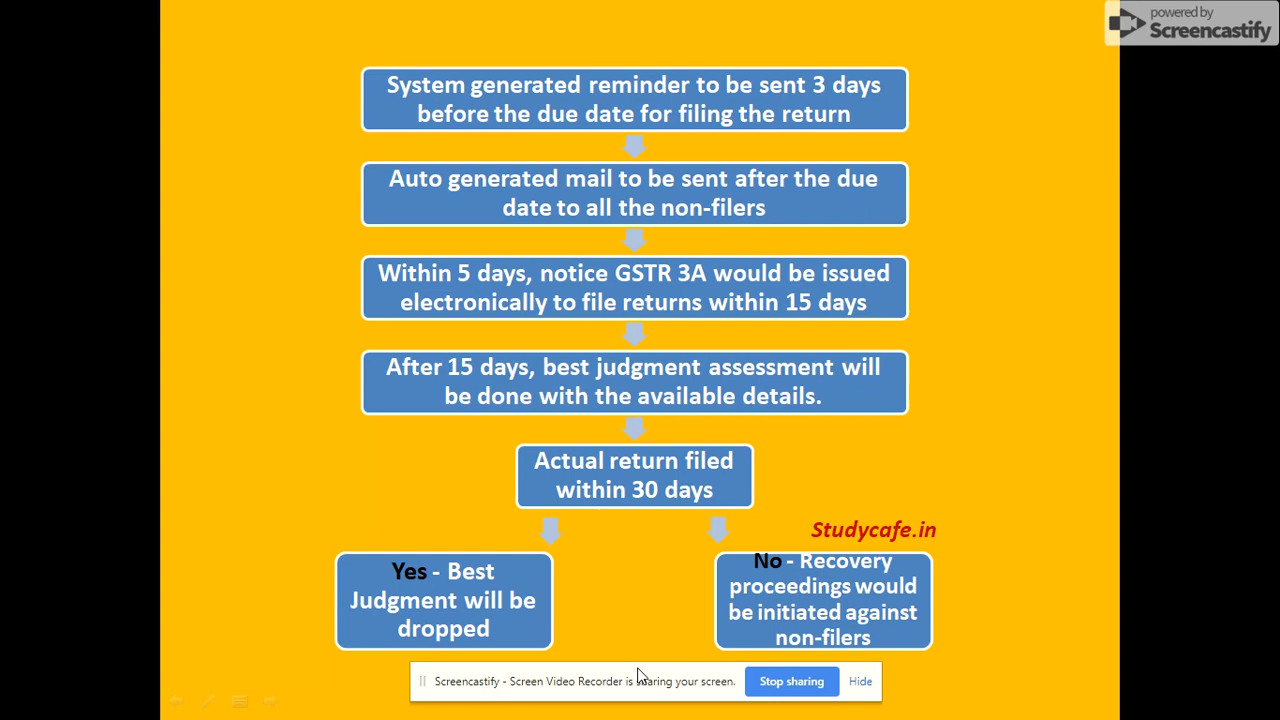 powered by
Screencastify
System generated reminder to be sent 3 days
before the due date for filing the return
Auto generated mail to be sent after the due
date to all the non-filers
Within 5 days, notice GSTR 3A would be issued
electronically to file returns within 15 days
After 15 days, best judgment assessment will
be done with the available details.
Actual return filed
within 30 days
Studycafe.in
Yes - Best
Judgment will be
dropped
No - Recovery
proceedings would
be initiated against
non-filers
Screencastify - Screen Video Recorder is sharing your screen.
Stop sharing
Hide